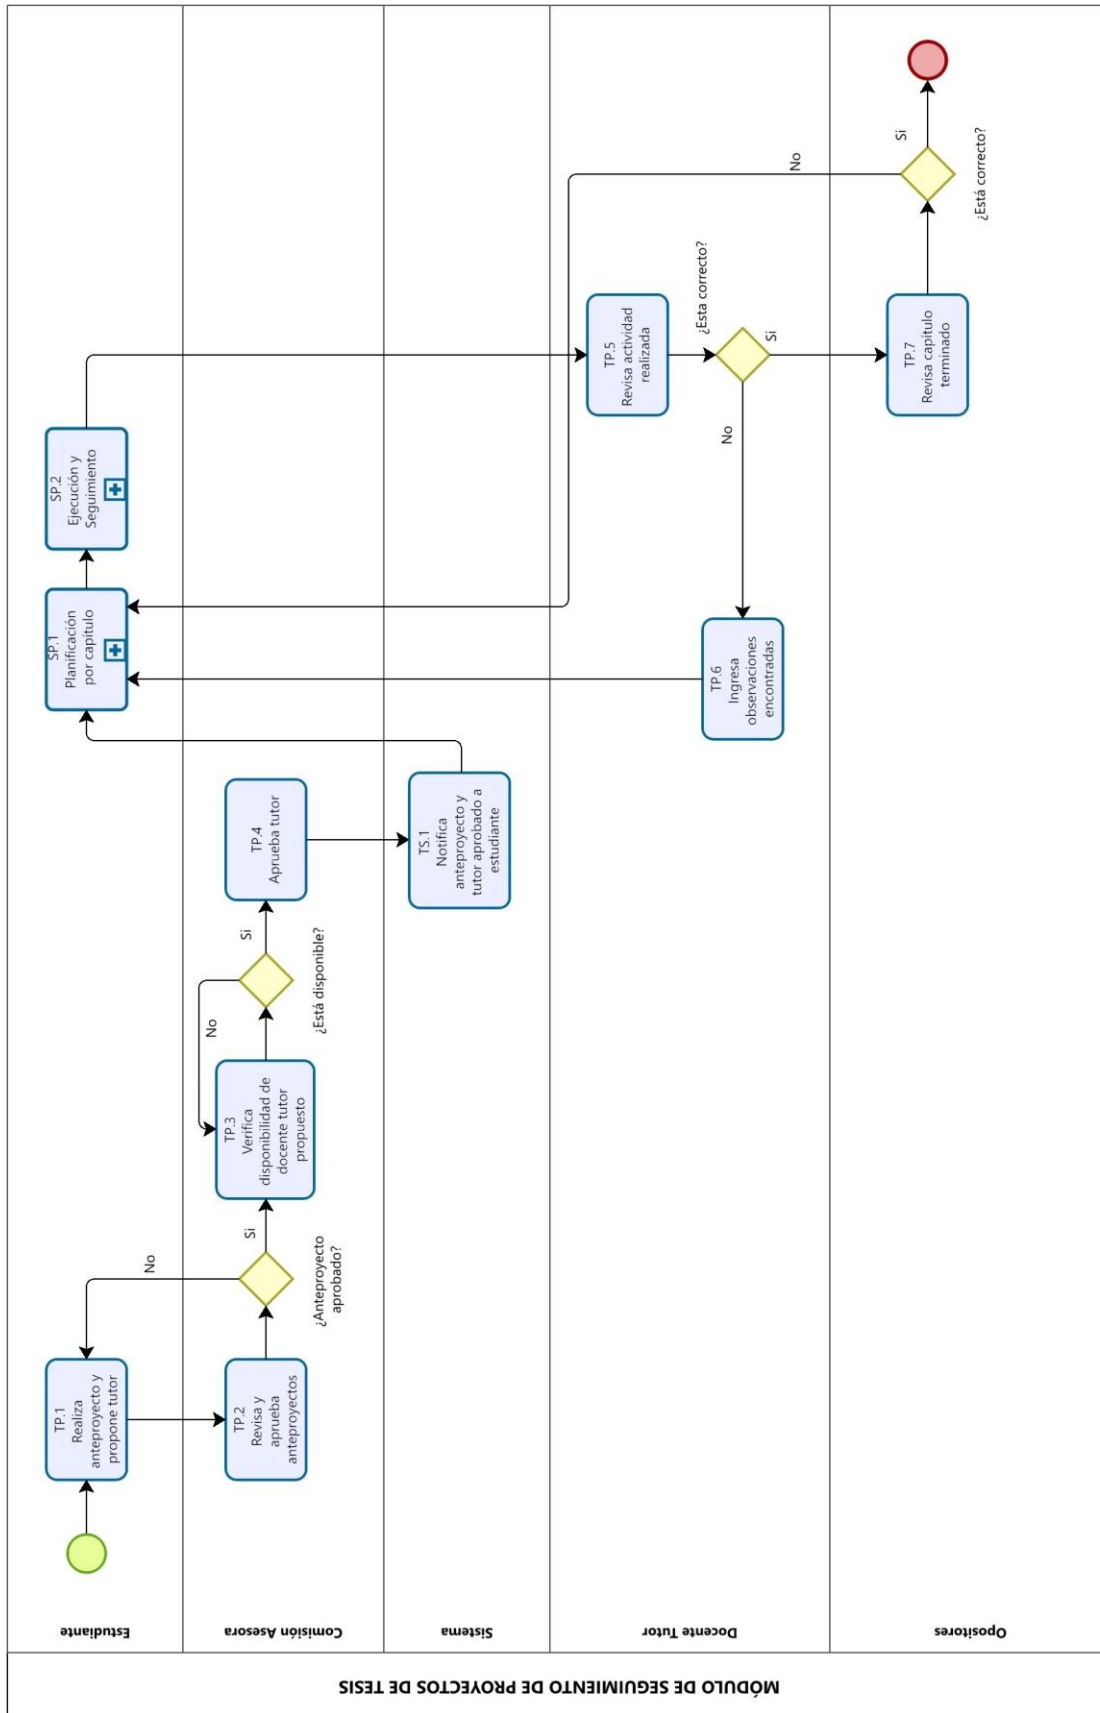 MÓDULO DE SEGUIMIENTO DE PROYECTOS DE TESIS
Estudiante
TP.1
Realiza
anteproyecto y
propone tutor
No
SP.1
Planificación
por capítulo
SP.2
Ejecución y
Seguimiento
Comisión Asesora
TP.2
Revisa y
aprueba
anteproyectos
¿Anteproyecto
aprobado?
Si
TP.3
Verifica
disponibilidad de
docente tutor
propuesto
No
¿Está disponible?
Si
TP.4
Aprueba tutor
Sistema
TS.1
Notifica
anteproyecto y
tutor aprobado a
estudiante
Docente Tutor
TP.6
Ingresa
observaciones
encontradas
No
TP.5
Revisa actividad
realizada
¿Esta correcto?
Si
No
Opositores
TP.7
Revisa capítulo
terminado
¿Está correcto?
Si